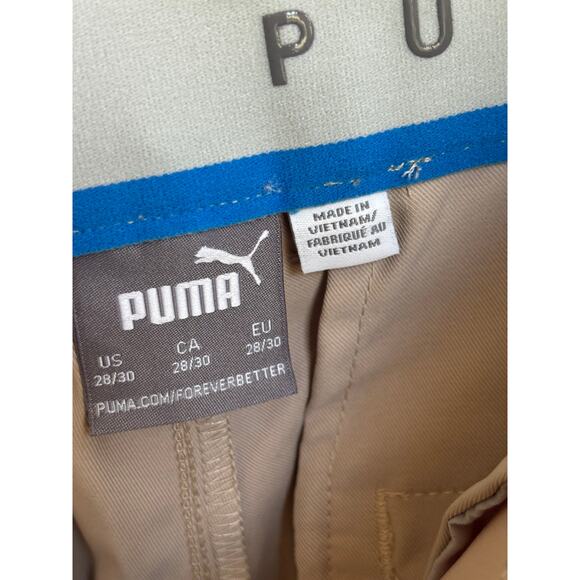 P U
MADE IN
VIETNAM/
FABRIQUÉ AU
VIETNAM
PUMA
US CA EU
28/30 28/30 28/30
PUMA.COM/FOREVERBETTER